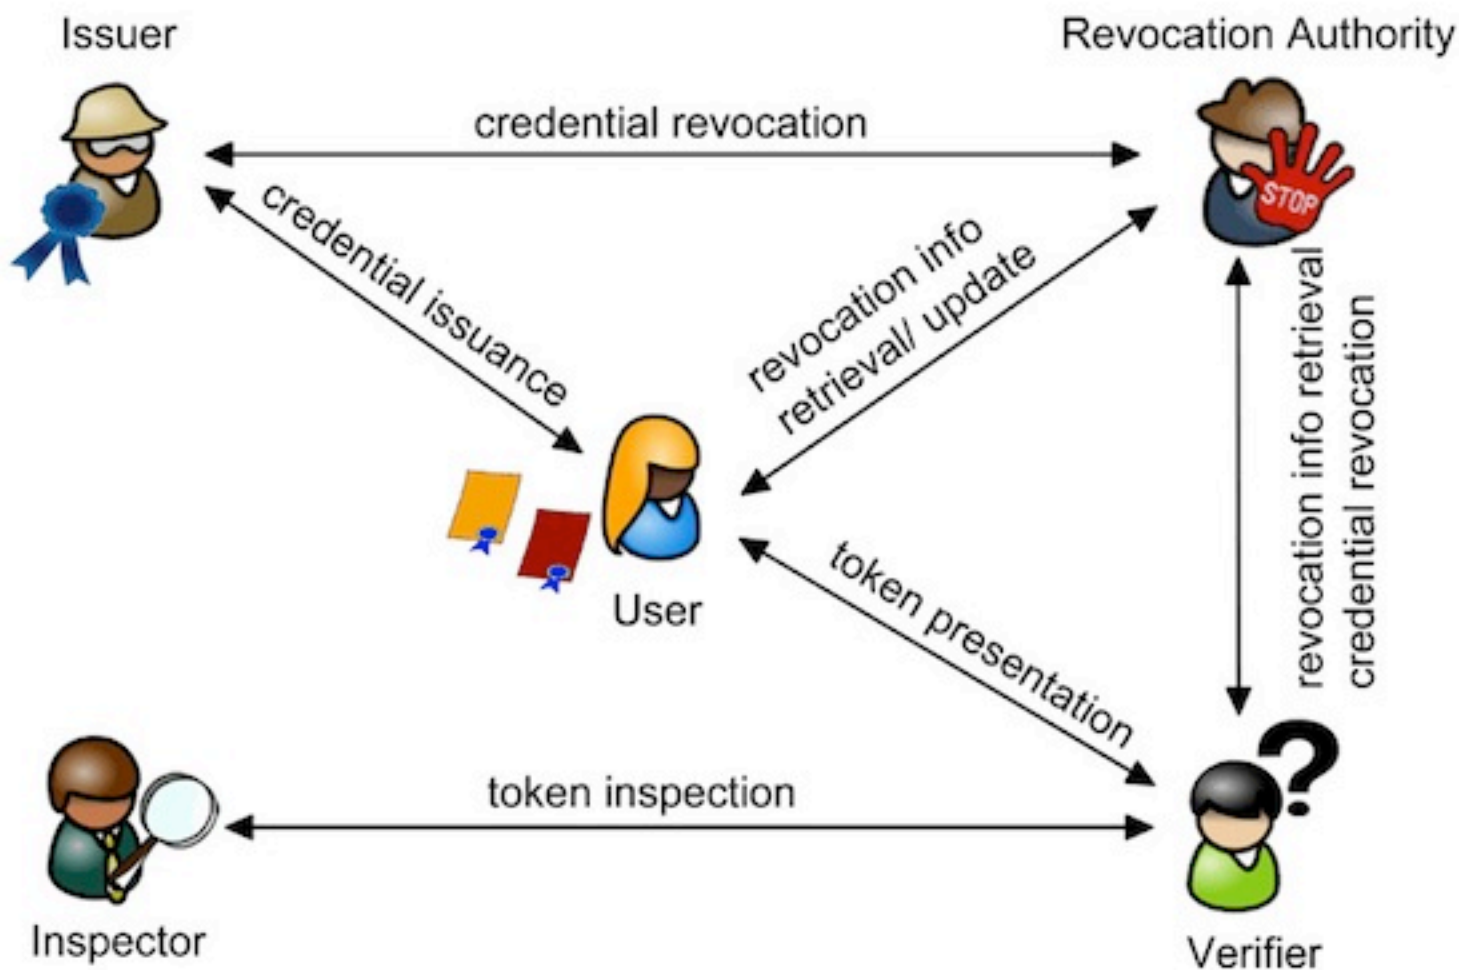 Issuer
Revocation Authority
credential revocation
STOP
credential issuance
revocation info
retrieval/ update
revocation info retrieval
credential revocation
User
token presentation
token inspection
Inspector
Verifier
?